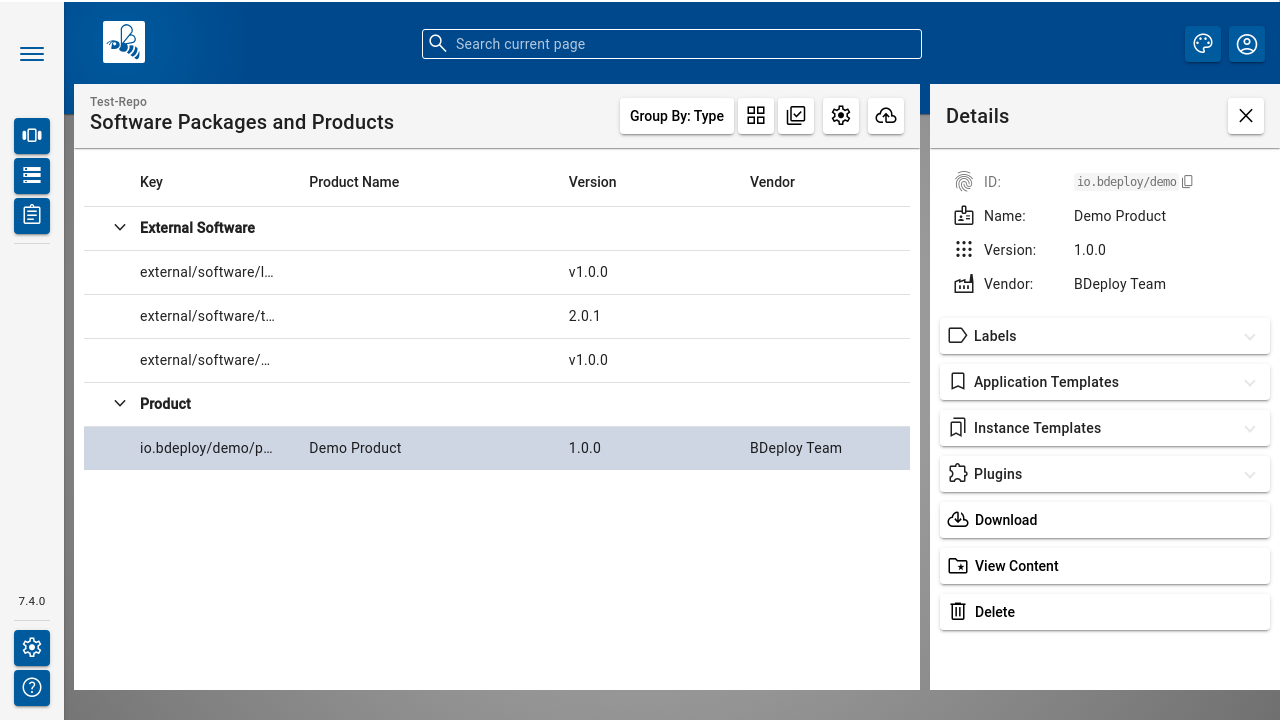 Search current page
Test-Repo
Software Packages and Products
Group By: Type
Key Product Name Version Vendor
External Software
external/software/l… v1.0.0
external/software/t… 2.0.1
external/software/… v1.0.0
Product
io.bdeploy/demo/p… Demo Product 1.0.0 BDeploy Team
Details
ID: io.bdeploy/demo
Name: Demo Product
Version: 1.0.0
Vendor: BDeploy Team
Labels
Application Templates
Instance Templates
Plugins
Download
View Content
Delete
7.4.0